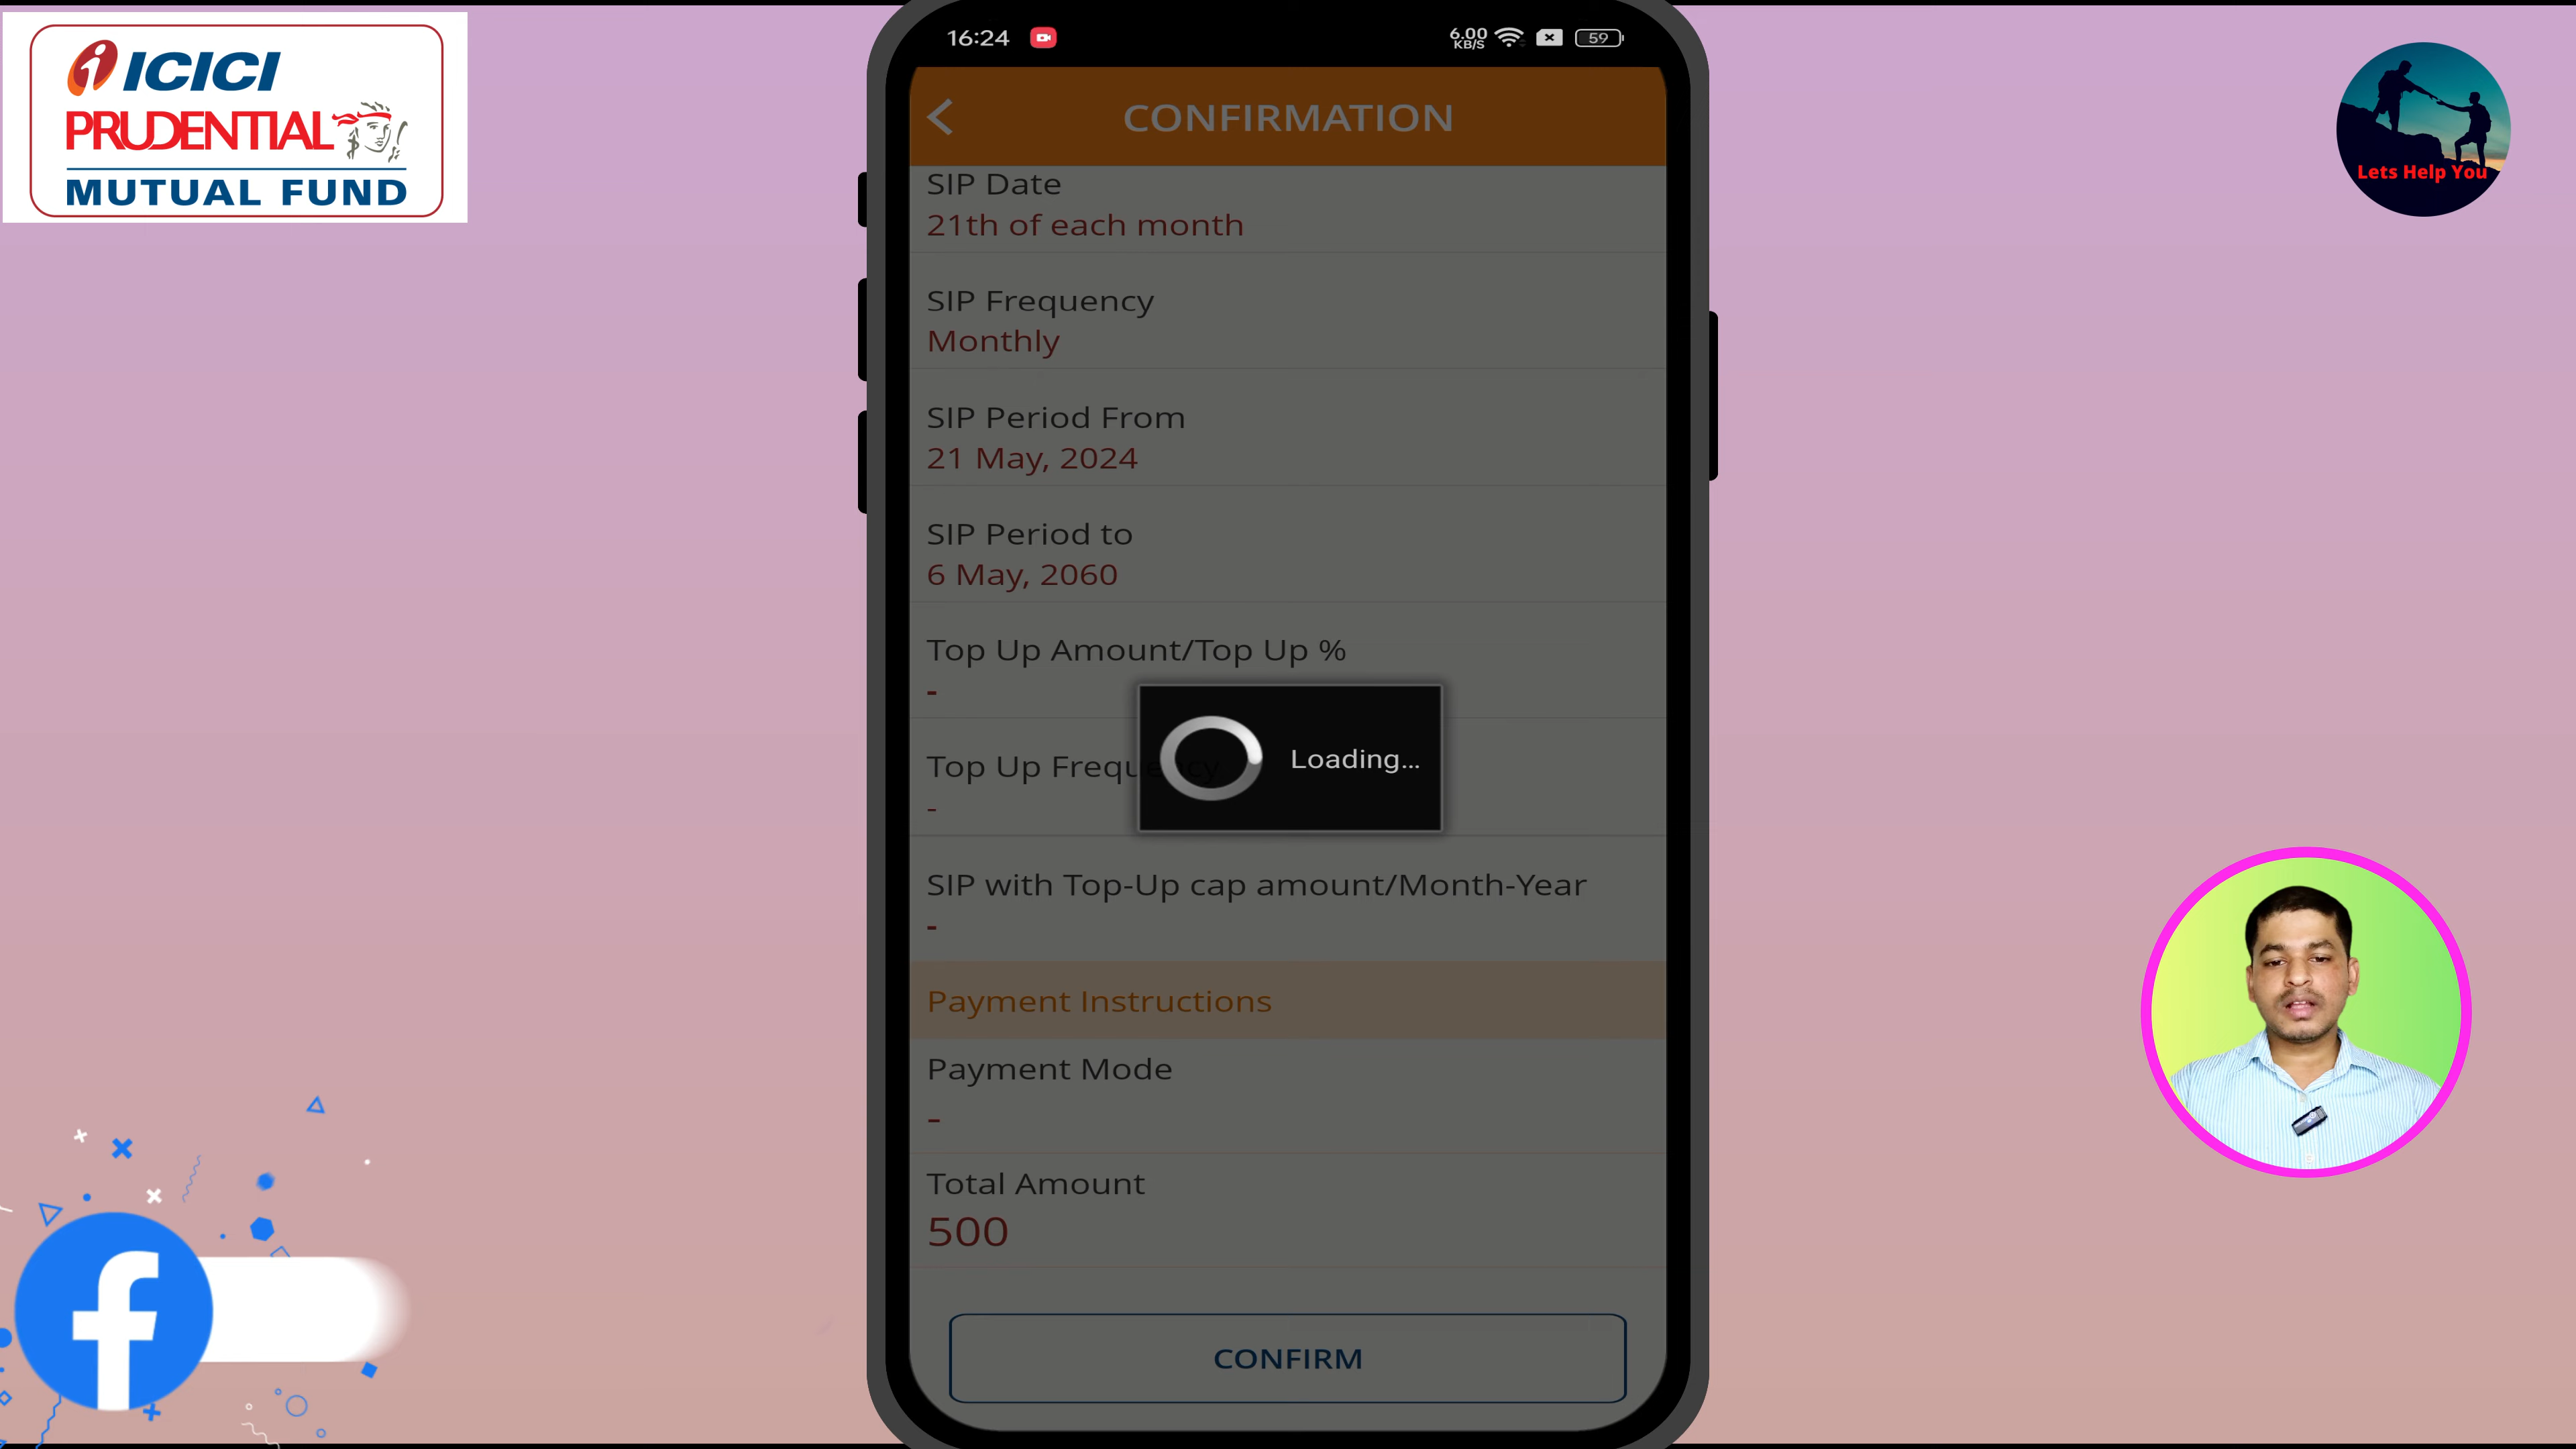 ICICI
PRUDENTIAL
MUTUAL FUND
16:24
6.00
KB/S
59
CONFIRMATION
Lets Help You
SIP Date
21th of each month
SIP Frequency
Monthly
SIP Period From
21 May, 2024
SIP Period to
6 May, 2060
Top Up Amount/Top Up %
-
Top Up Frequency
-
Loading...
SIP with Top-Up cap amount/Month-Year
-
Payment Instructions
Payment Mode
-
Total Amount
500
CONFIRM